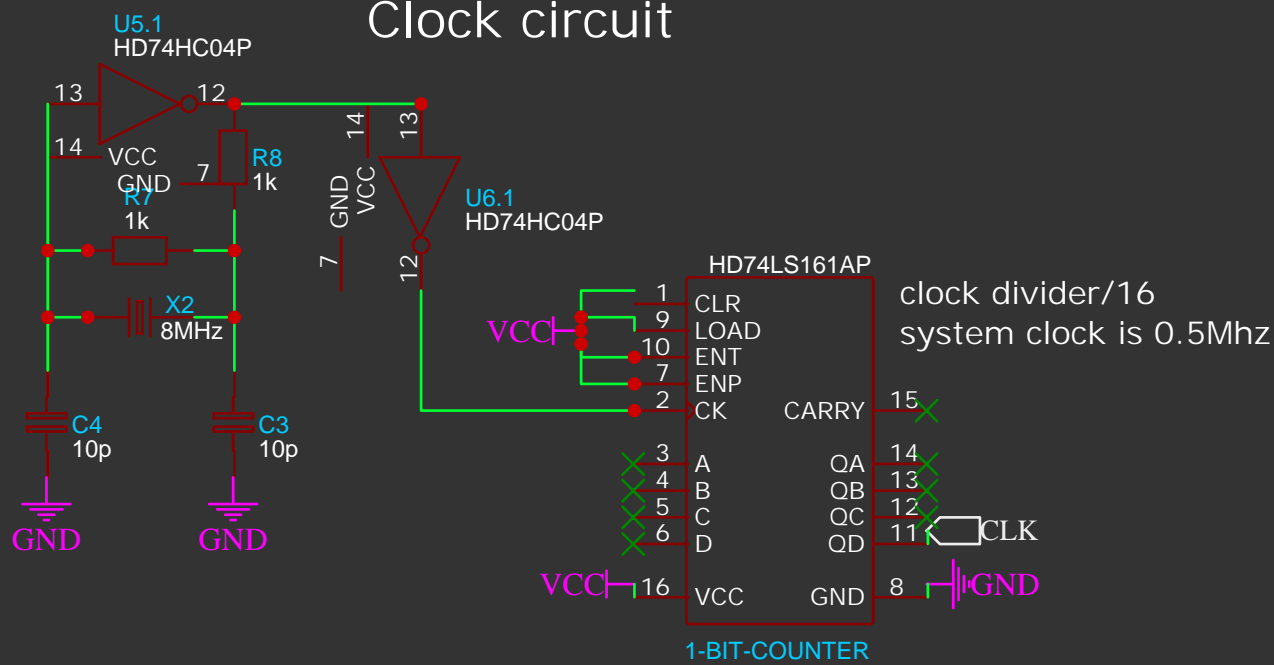 Clock circuit
U5.1
HD74HC04P
13
12
14
VCC
7
GND
R8
1k
R7
1k
X2
8MHz
C4
10p
C3
10p
GND
GND
14
13
GND
VCC
7
12
U6.1
HD74HC04P
HD74LS161AP
clock divider/16
system clock is 0.5Mhz
VCC
1 CLR
9 LOAD
10 ENT
7 ENP
2 CK CARRY 15
3 A QA 14
4 B QB 13
5 C QC 12
6 D QD 11 CLK
VCC 16 VCC GND 8 GND
1-BIT-COUNTER